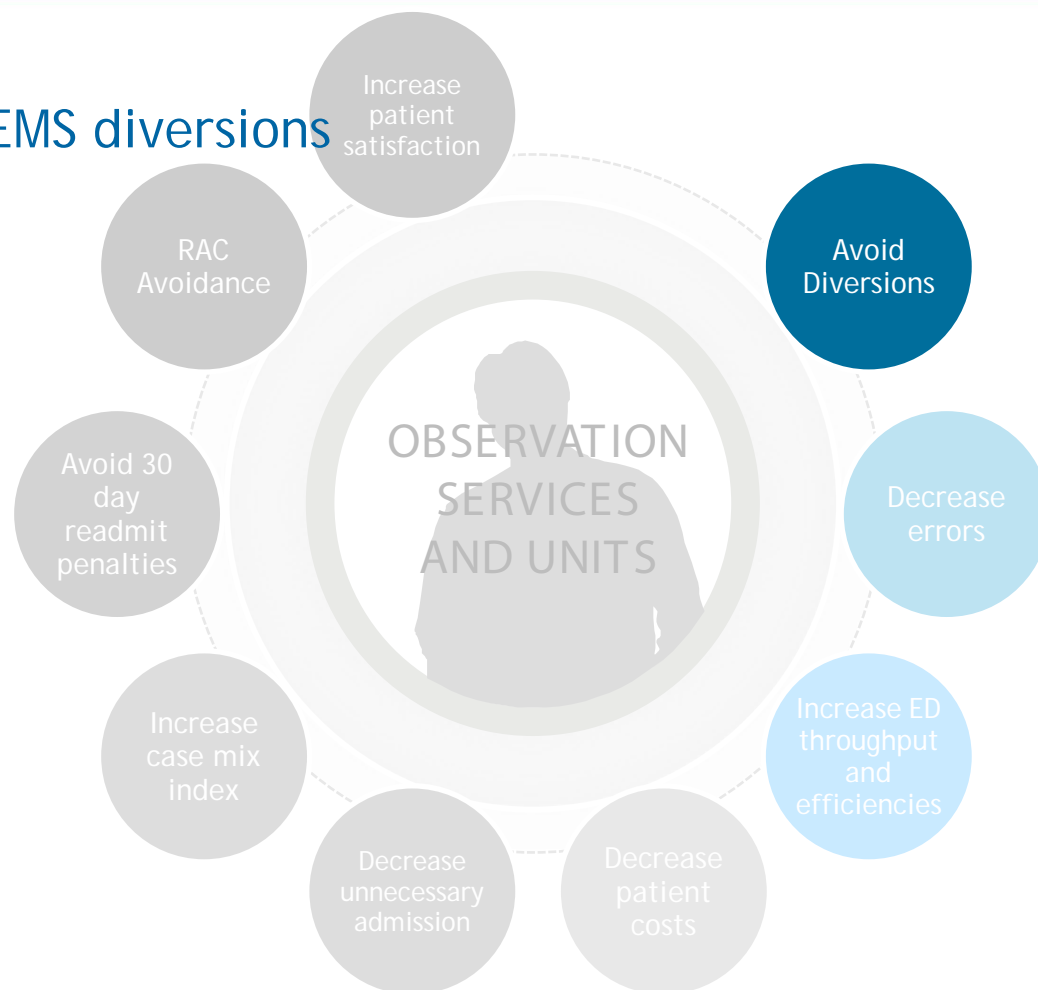 EMS diversions
Increase
patient
satisfaction
Avoid
Diversions
Decrease
errors
Increase ED
throughput
and
efficiencies
Decrease
patient
costs
Decrease
unnecessary
admission
Increase
case mix
index
Avoid 30
day
readmit
penalties
RAC
Avoidance
OBSERVATION
SERVICES
AND UNITS